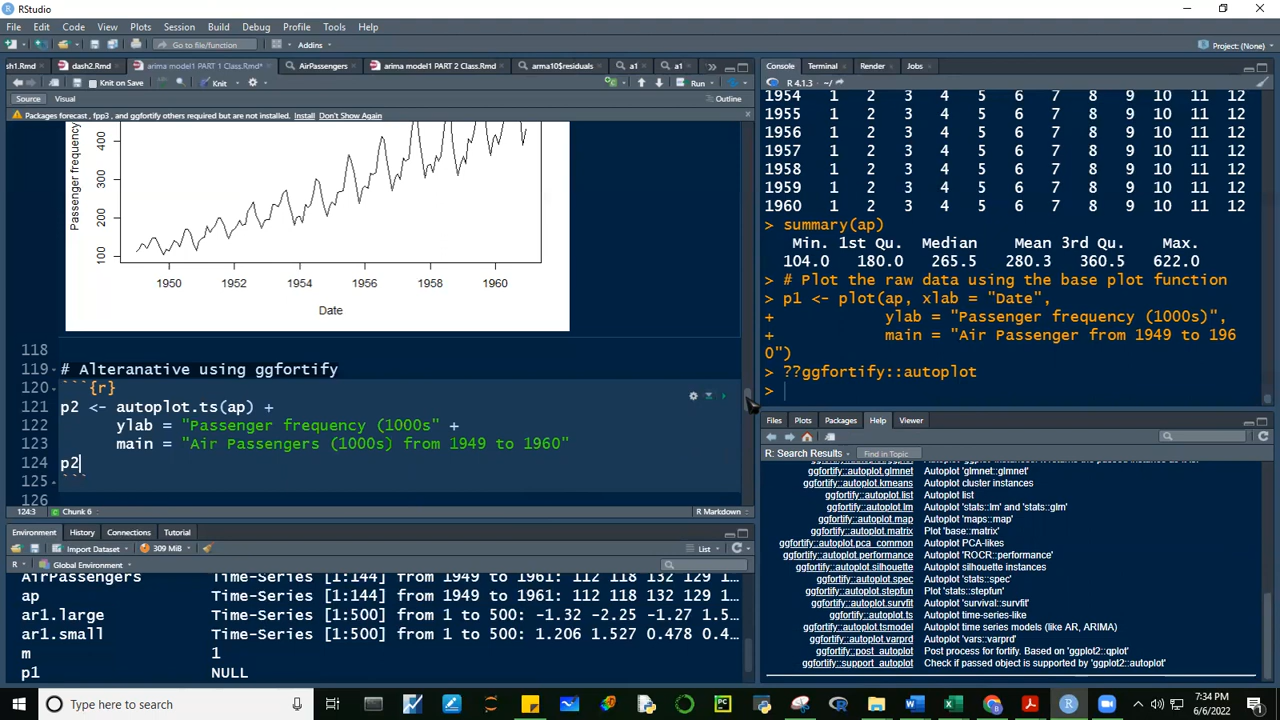 RStudio
File Edit Code View Plots Session Build Debug Profile Tools Help
Go to file/function Addins Project: (None)
sh1.Rmd dash2.Rmd arima model1 PART 1 Class.Rmd* AirPassengers arima model1 PART 2 Class.Rmd arma10$residuals a1 a1
Knit on Save Knit Run
Source Visual Outline
Packages forecast, fpp3, and ggfortify others required but are not installed. Install Don't Show Again
Passenger frequency
400
300
200
100
1950 1952 1954 1956 1958 1960
Date
118
119 # Alteranative using ggfortify
120 ```{r}
121 p2 <- autoplot.ts(ap) +
122 ylab = "Passenger frequency (1000s" +
123 main = "Air Passengers (1000s) from 1949 to 1960"
124 p2
125 ```
126
124:3 Chunk 6 R Markdown
Environment History Connections Tutorial
Import Dataset 309 MiB List
R Global Environment
AirPassengers Time-Series [1:144] from 1949 to 1961: 112 118 132 129 1...
ap Time-Series [1:144] from 1949 to 1961: 112 118 132 129 1...
ar1.large Time-Series [1:500] from 1 to 500: -1.32 -2.25 -1.27 1.5...
ar1.small Time-Series [1:500] from 1 to 500: 1.206 1.527 0.478 0.4...
m 1
p1 NULL
Console Terminal Render Jobs
R 4.1.3 · ~/
1954 1 2 3 4 5 6 7 8 9 10 11 12
1955 1 2 3 4 5 6 7 8 9 10 11 12
1956 1 2 3 4 5 6 7 8 9 10 11 12
1957 1 2 3 4 5 6 7 8 9 10 11 12
1958 1 2 3 4 5 6 7 8 9 10 11 12
1959 1 2 3 4 5 6 7 8 9 10 11 12
1960 1 2 3 4 5 6 7 8 9 10 11 12
> summary(ap)
Min. 1st Qu. Median Mean 3rd Qu. Max.
104.0 180.0 265.5 280.3 360.5 622.0
> # Plot the raw data using the base plot function
> p1 <- plot(ap, xlab = "Date",
+ ylab = "Passenger frequency (1000s)",
+ main = "Air Passenger from 1949 to 196
0")
> ??ggfortify::autoplot
>
Files Plots Packages Help Viewer
R: Search Results Find in Topic
ggfortify::autoplot.glmnet Autoplot 'glmnet::glmnet'
ggfortify::autoplot.kmeans Autoplot cluster instances
ggfortify::autoplot.list Autoplot list
ggfortify::autoplot.lm Autoplot 'stats::lm' and 'stats::glm'
ggfortify::autoplot.map Autoplot 'maps::map'
ggfortify::autoplot.matrix Plot 'base::matrix'
ggfortify::autoplot.pca_common Autoplot PCA-likes
ggfortify::autoplot.performance Autoplot 'ROCR::performance'
ggfortify::autoplot.silhouette Autoplot silhouette instances
ggfortify::autoplot.spec Autoplot 'stats::spec'
ggfortify::autoplot.stepfun Plot 'stats::stepfun'
ggfortify::autoplot.survfit Autoplot 'survival::survfit'
ggfortify::autoplot.ts Autoplot time-series-like
ggfortify::autoplot.tsmodel Autoplot time series models (like AR, ARIMA)
ggfortify::autoplot.varprd Autoplot 'vars::varprd'
ggfortify::post_autoplot Post process for fortify. Based on 'ggplot2::qplot'
ggfortify::support_autoplot Check if passed object is supported by 'ggplot2::autoplot'
Type here to search
7:34 PM
6/6/2022